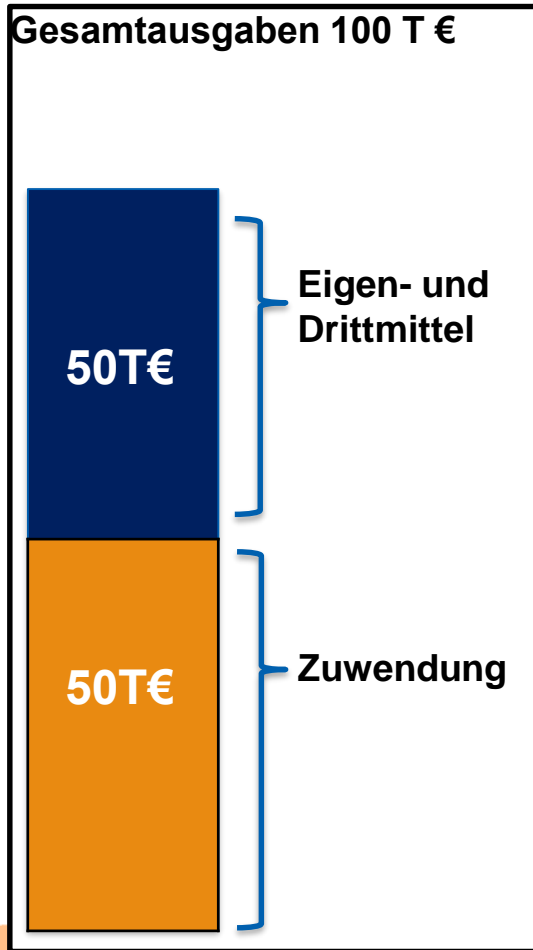 Gesamtausgaben 100 T €
Eigen- und
Drittmittel
50T€
50T€
Zuwendung